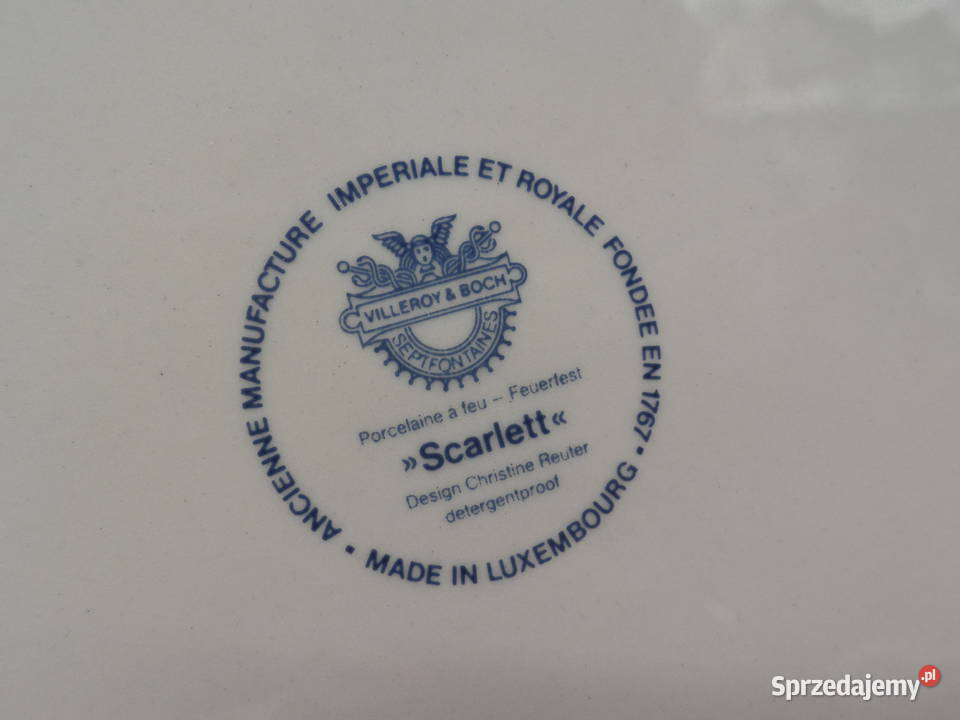 ANCIENNE MANUFACTURE IMPERIALE ET ROYALE FONDEE EN 1767 • MADE IN LUXEMBOURG •
VILLEROY & BOCH
SEPTFONTAINES
Porcelaine à feu – Feuerfest
»Scarlett«
Design Christine Reuter
detergentproof
Sprzedajemy.pl